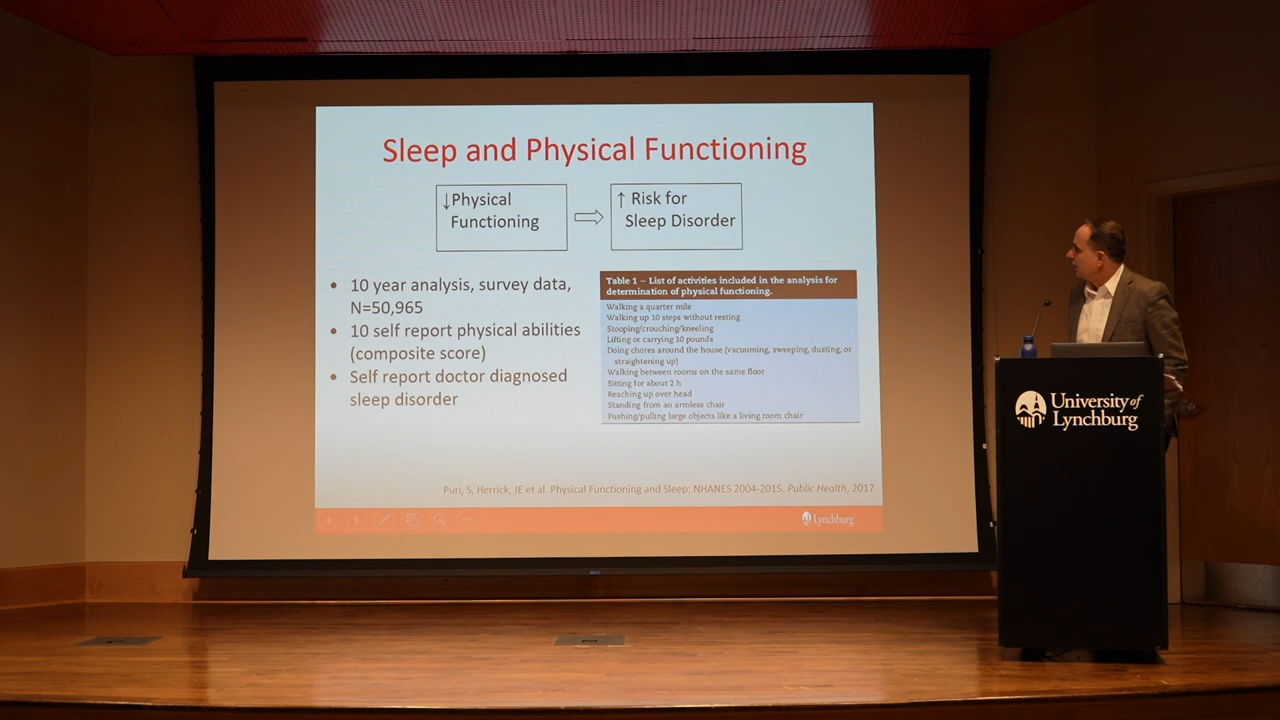 Sleep and Physical Functioning
↓Physical
Functioning
↑ Risk for
Sleep Disorder
• 10 year analysis, survey data,
N=50,965
• 10 self report physical abilities
(composite score)
• Self report doctor diagnosed
sleep disorder
Table 1 – List of activities included in the analysis for
determination of physical functioning.
Walking a quarter mile
Walking up 10 steps without resting
Stooping/crouching/kneeling
Lifting or carrying 10 pounds
Doing chores around the house (vacuuming, sweeping, dusting, or
straightening up)
Walking between rooms on the same floor
Sitting for about 2 h
Reaching up over head
Standing from an armless chair
Pushing/pulling large objects like a living room chair
Puri, S, Herrick, JE et al. Physical Functioning and Sleep: NHANES 2004-2015. Public Health, 2017
Lynchburg
University of
Lynchburg